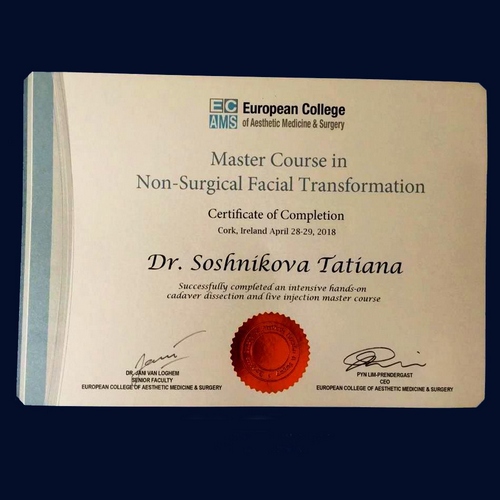 EC
AMS
European College
of Aesthetic Medicine & Surgery
Master Course in
Non-Surgical Facial Transformation
Certificate of Completion
Cork, Ireland April 28-29, 2018
Dr. Soshnikova Tatiana
Successfully completed an intensive hands-on
cadaver dissection and live injection master course
DR. JANI VAN LOGHEM
SENIOR FACULTY
EUROPEAN COLLEGE OF AESTHETIC MEDICINE & SURGERY
PYN LIM-PRENDERGAST
CEO
EUROPEAN COLLEGE OF AESTHETIC MEDICINE & SURGERY